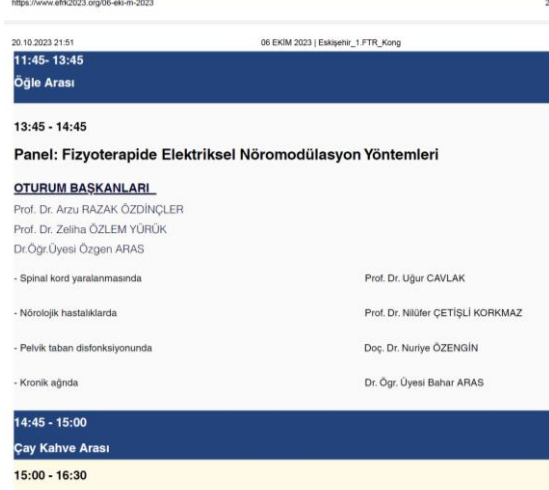 https://www.efrk2023.org/06-eki-m-2023
2
20.10.2023 21:51
06 EKİM 2023 | Eskişehir_1.FTR_Kong
11:45- 13:45
Öğle Arası
13:45 - 14:45
Panel: Fizyoterapide Elektriksel Nöromodülasyon Yöntemleri
OTURUM BAŞKANLARI
Prof. Dr. Arzu RAZAK ÖZDİNÇLER
Prof. Dr. Zeliha ÖZLEM YÜRÜK
Dr.Öğr.Üyesi Özgen ARAS
- Spinal kord yaralanmasında Prof. Dr. Uğur CAVLAK
- Nörolojik hastalıklarda Prof. Dr. Nilüfer ÇETİŞLİ KORKMAZ
- Pelvik taban disfonksiyonunda Doç. Dr. Nuriye ÖZENGİN
- Kronik ağrıda Dr. Ögr. Üyesi Bahar ARAS
14:45 - 15:00
Çay Kahve Arası
15:00 - 16:30